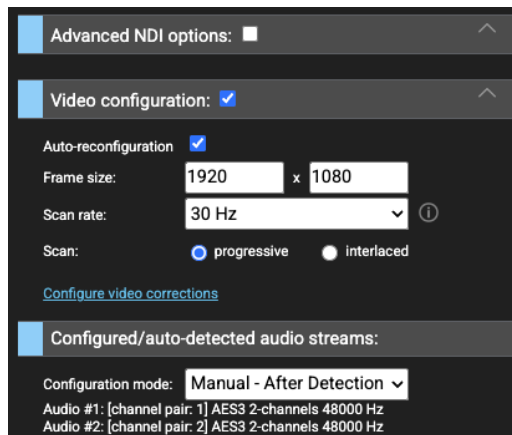 Advanced NDI options:
Video configuration:
Auto-reconfiguration
Frame size: 1920 x 1080
Scan rate: 30 Hz
Scan: progressive interlaced
Configure video corrections
Configured/auto-detected audio streams:
Configuration mode: Manual - After Detection
Audio #1: [channel pair: 1] AES3 2-channels 48000 Hz
Audio #2: [channel pair: 2] AES3 2-channels 48000 Hz